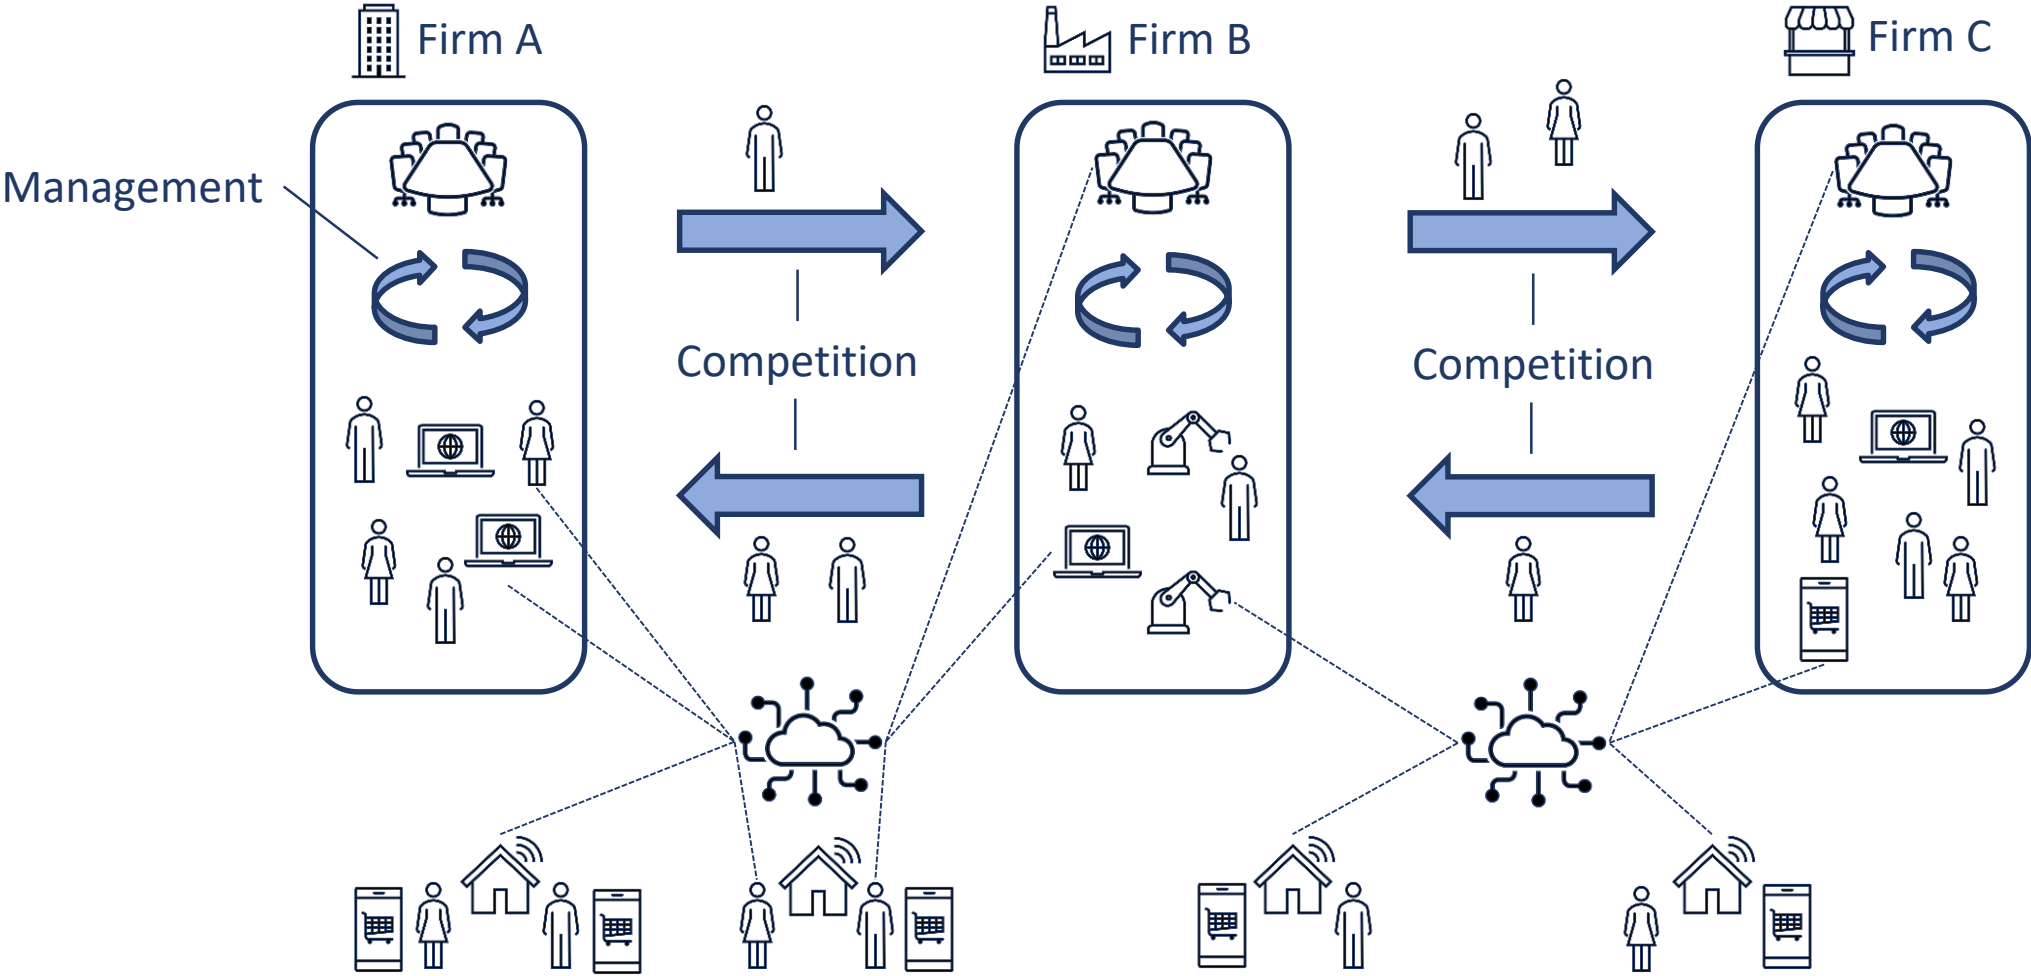 Firm A
Firm B
Firm C
Management
Competition
Competition